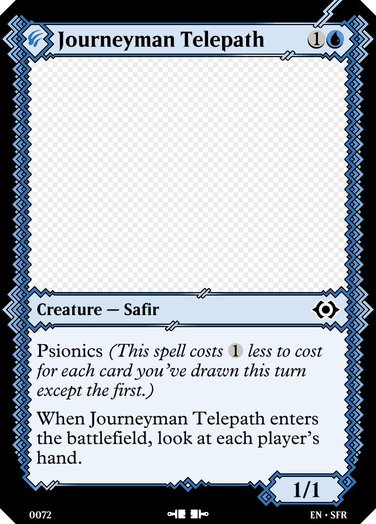 Journeyman Telepath 1
Creature — Safir
Psionics (This spell costs 1 less to cost
for each card you've drawn this turn
except the first.)
When Journeyman Telepath enters
the battlefield, look at each player's
hand.
1/1
0072 EN • SFR